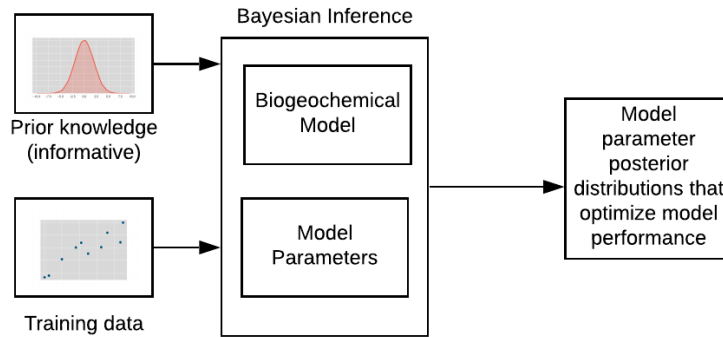 Bayesian Inference
Prior knowledge
(informative)
Training data
Biogeochemical
Model
Model
Parameters
Model
parameter
posterior
distributions that
optimize model
performance